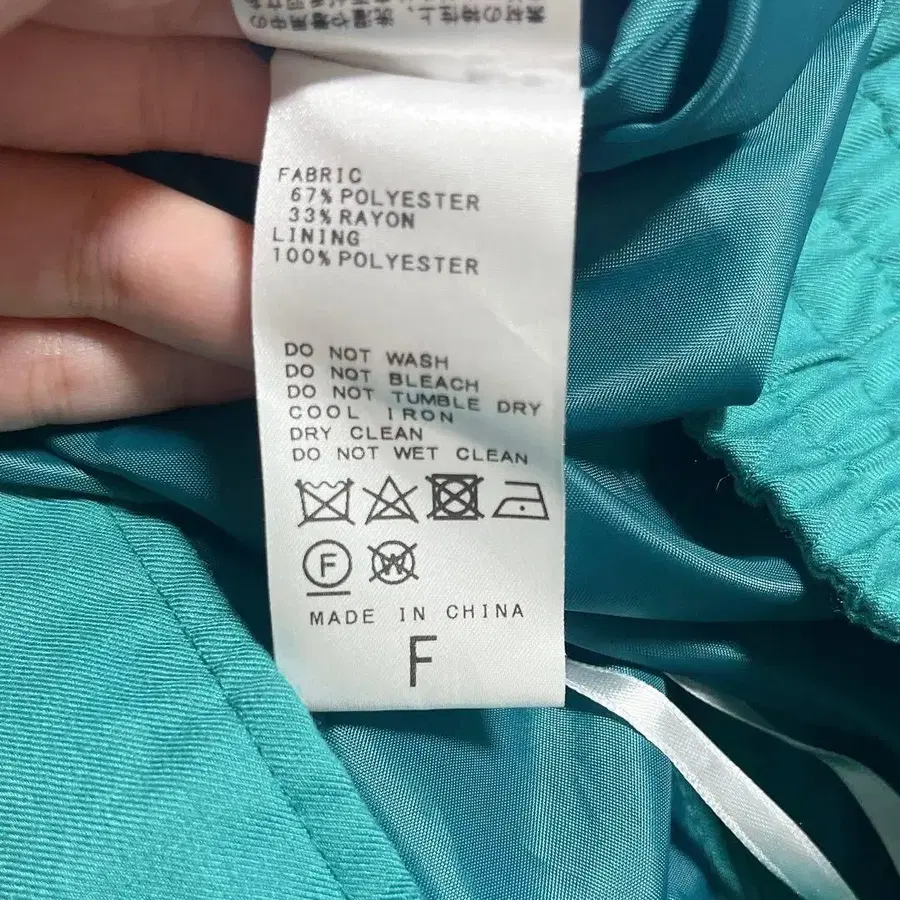 FABRIC
67% POLYESTER
33% RAYON
LINING
100% POLYESTER
DO NOT WASH
DO NOT BLEACH
DO NOT TUMBLE DRY
COOL IRON
DRY CLEAN
DO NOT WET CLEAN
F W
MADE IN CHINA
F